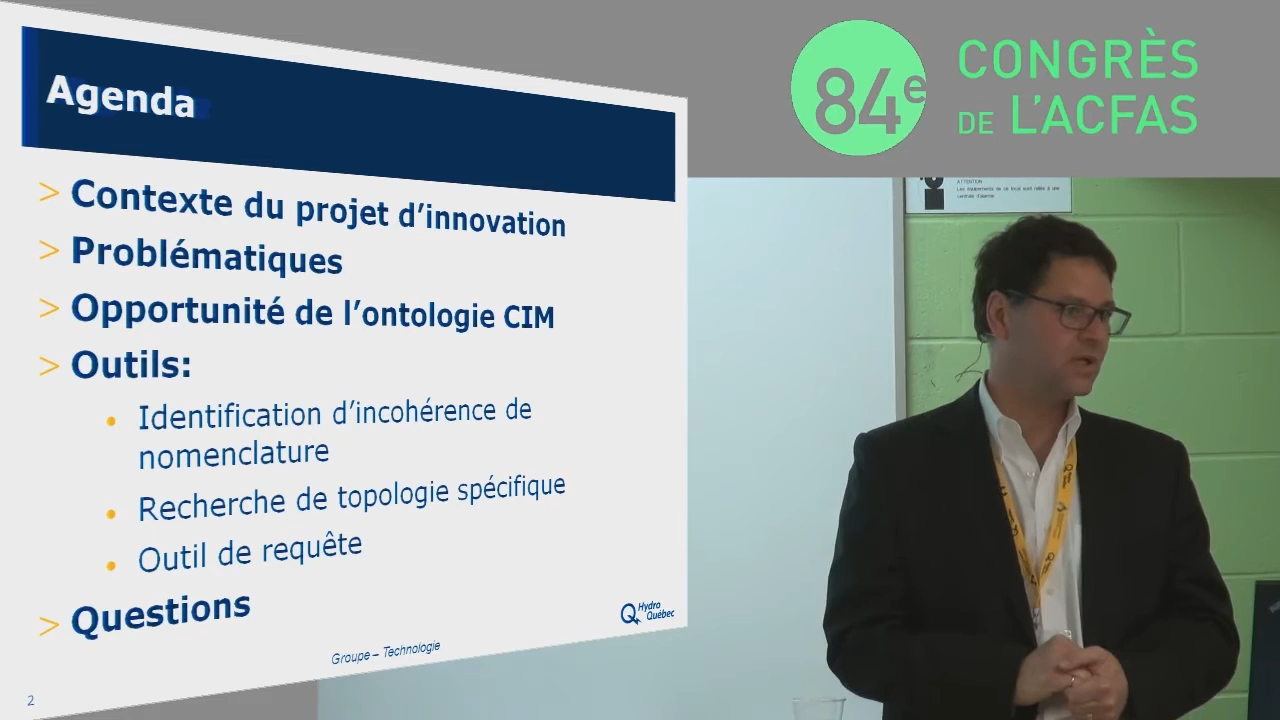 Agenda
> Contexte du projet d'innovation
> Problématiques
> Opportunité de l'ontologie CIM
> Outils:
• Identification d'incohérence de
nomenclature
• Recherche de topologie spécifique
• Outil de requête
> Questions
Hydro
Québec
Groupe – Technologie
2
84e
CONGRÈS
DE L'ACFAS
ATTENTION